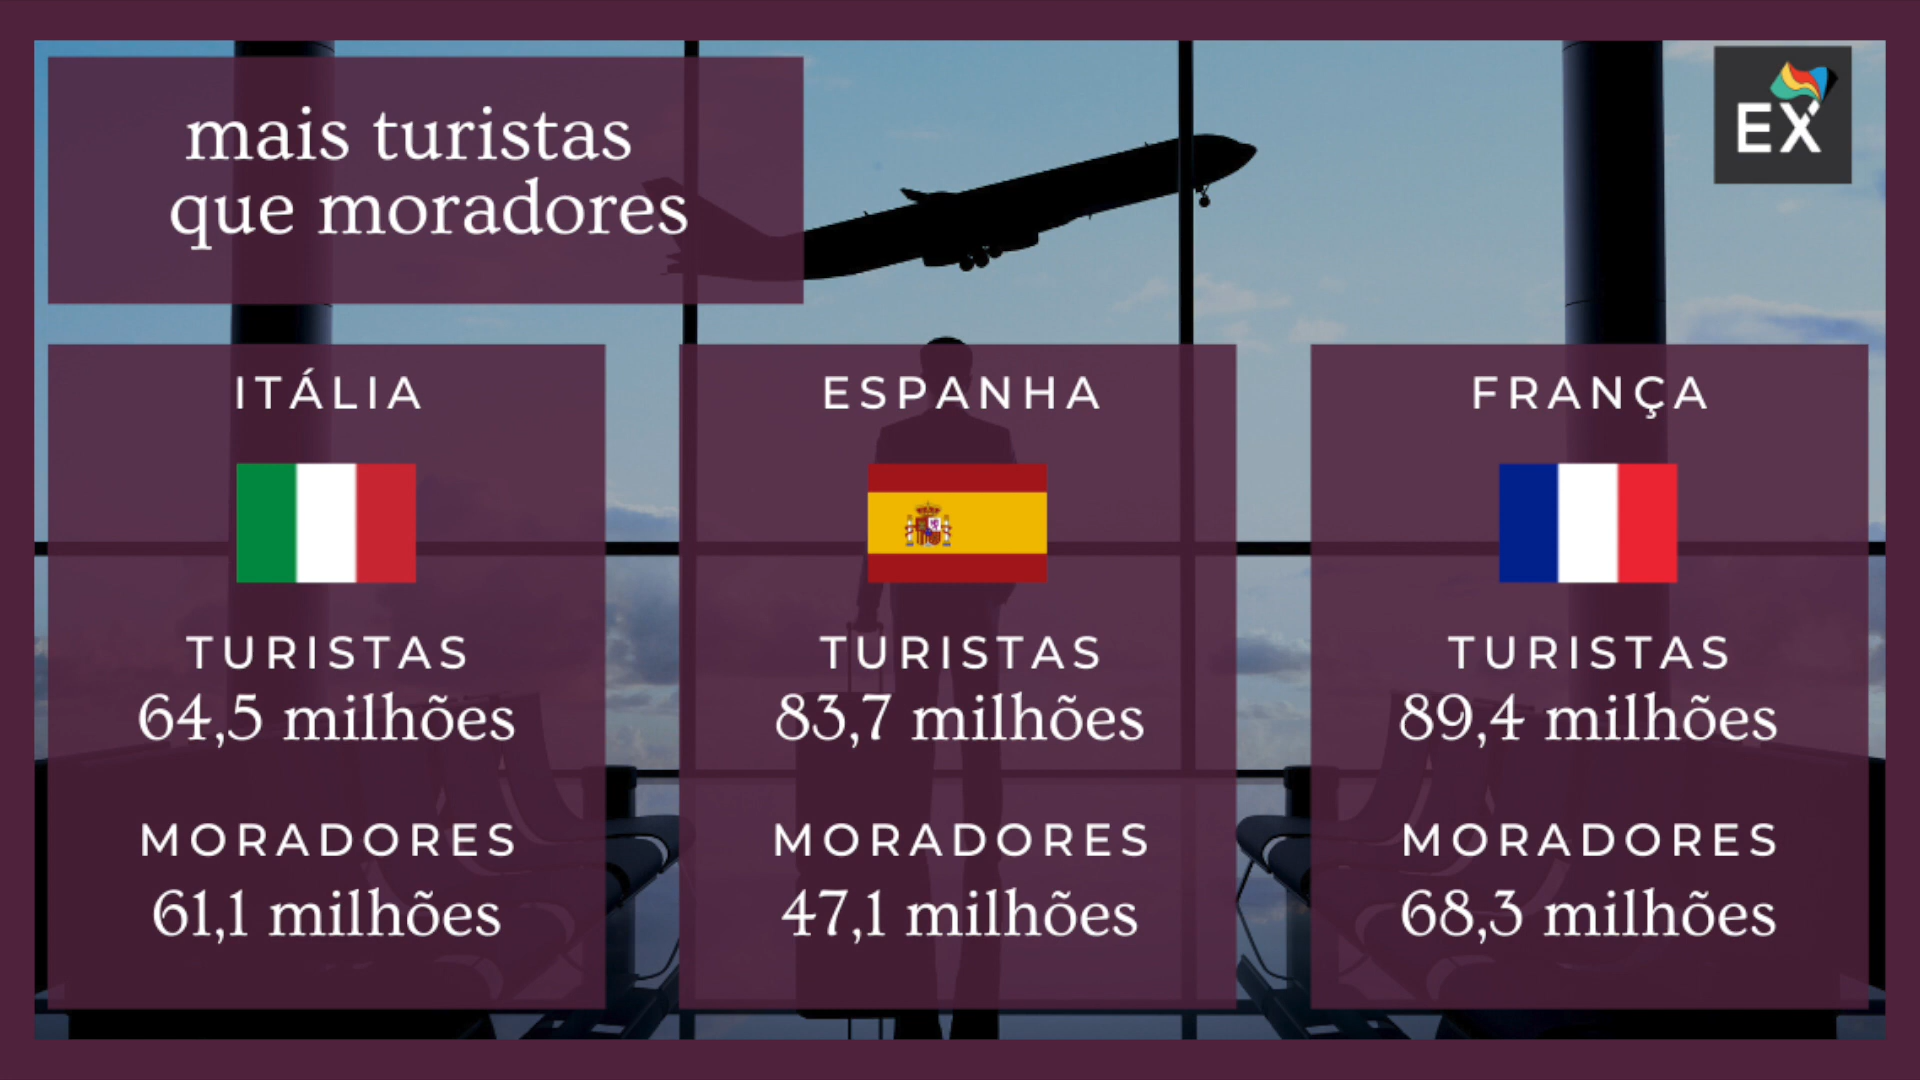 mais turistas
que moradores
EX
ITÁLIA
TURISTAS
64,5 milhões
MORADORES
61,1 milhões
ESPANHA
TURISTAS
83,7 milhões
MORADORES
47,1 milhões
FRANÇA
TURISTAS
89,4 milhões
MORADORES
68,3 milhões